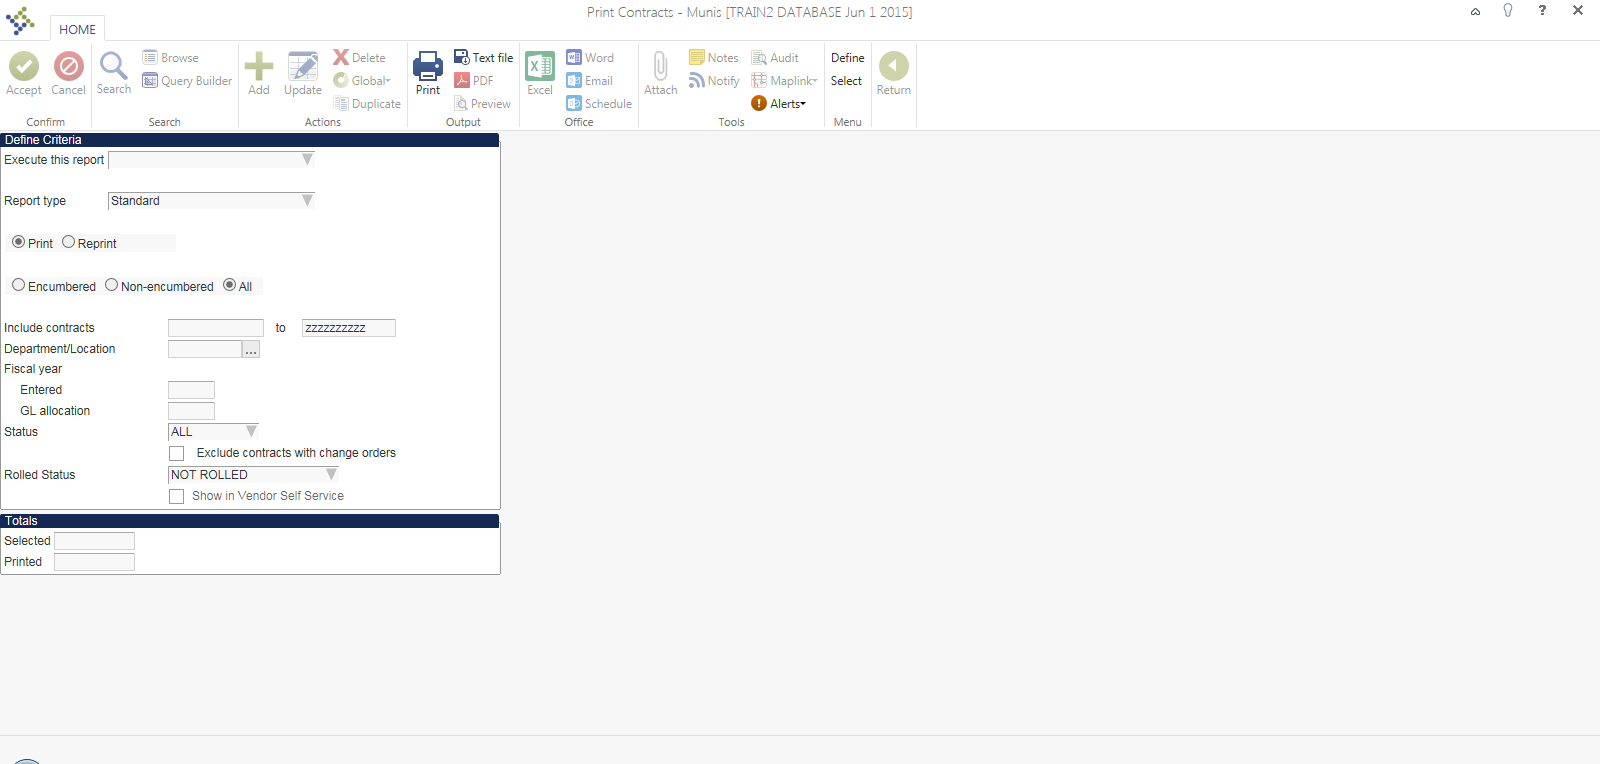 Print Contracts - Munis [TRAIN2 DATABASE Jun 1 2015]
?
HOME
Accept
Cancel
Confirm
Search
Browse
Query Builder
Search
Add
Update
Delete
Global
Duplicate
Actions
Print
Text file
PDF
Preview
Output
Excel
Word
Email
Schedule
Office
Attach
Notes
Notify
Audit
Maplink
Alerts
Tools
Define
Select
Menu
Return
Define Criteria
Execute this report
Report type Standard
Print Reprint
Encumbered Non-encumbered All
Include contracts to zzzzzzzzzz
Department/Location ...
Fiscal year
Entered
GL allocation
Status ALL
Exclude contracts with change orders
Rolled Status NOT ROLLED
Show in Vendor Self Service
Totals
Selected
Printed